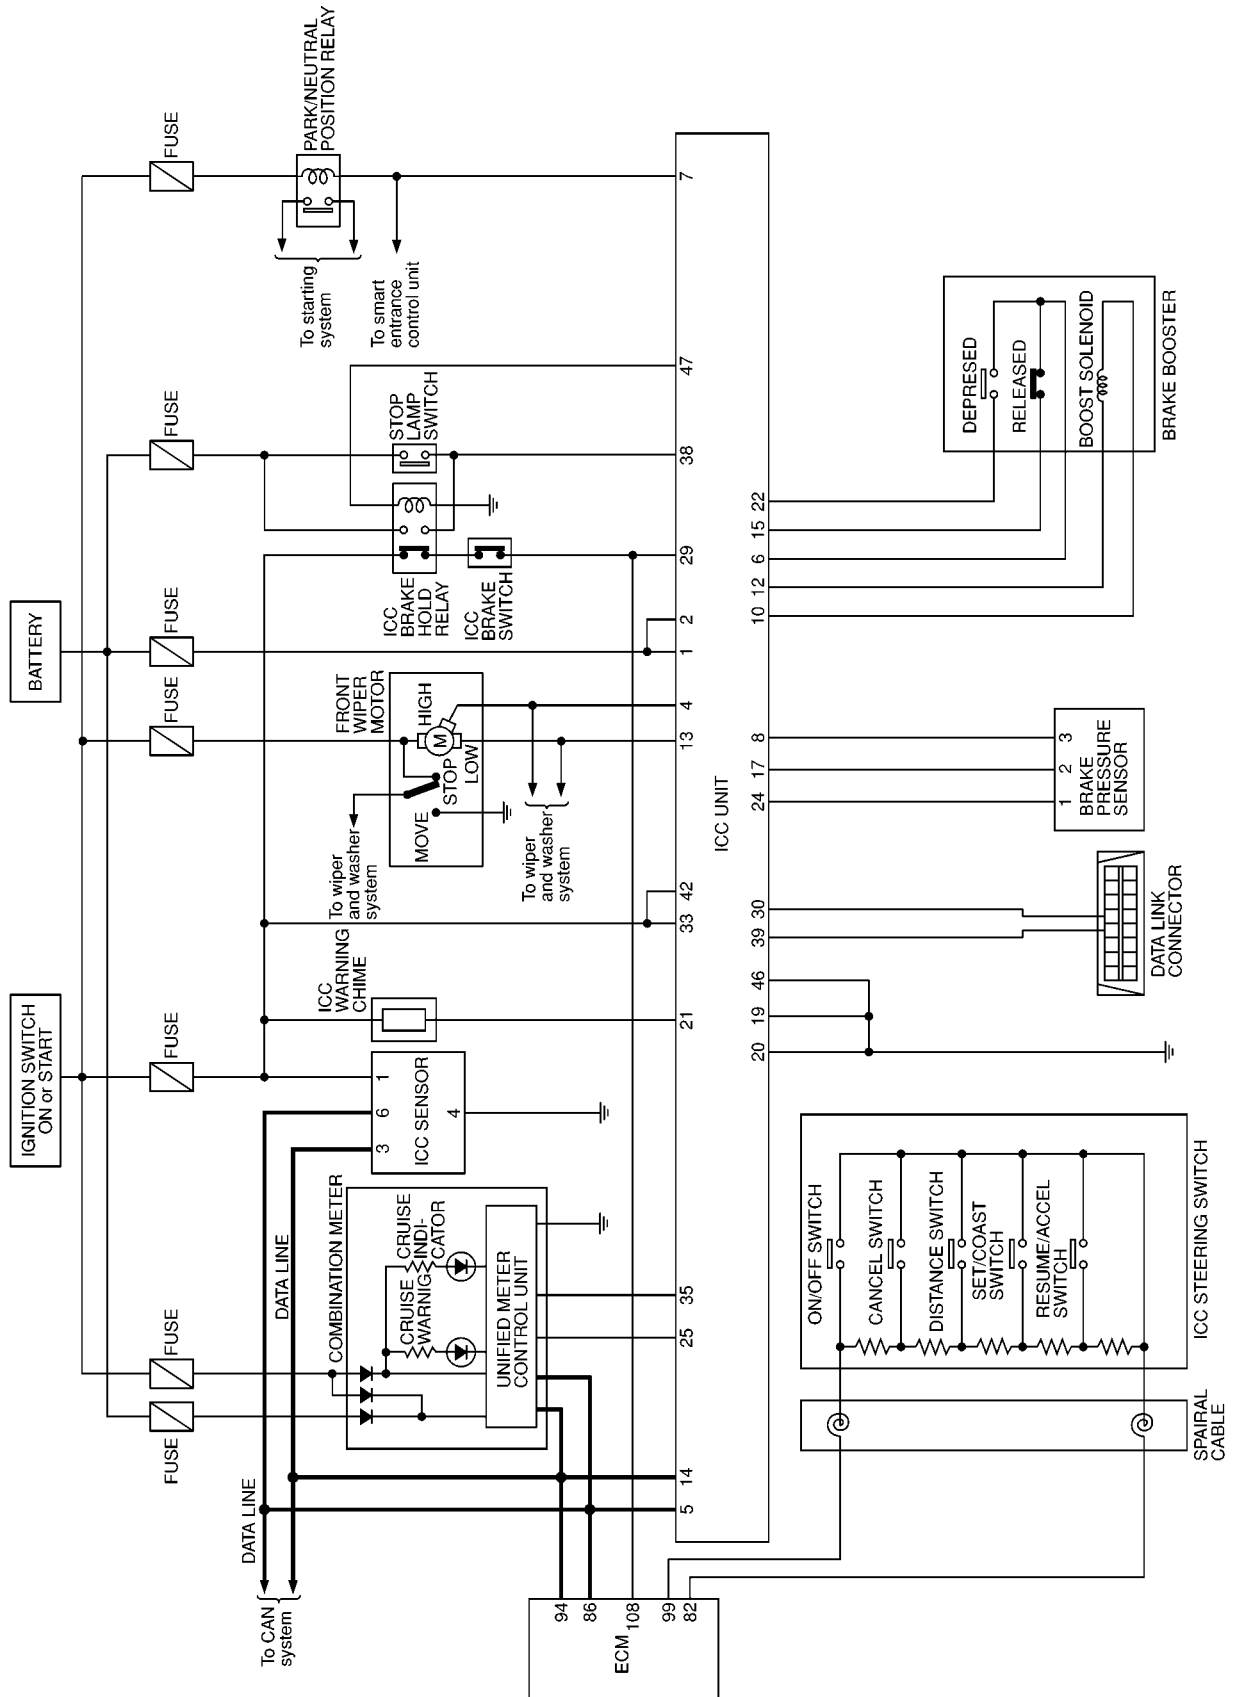 BATTERY
IGNITION SWITCH
ON or START
FUSE
FUSE
FUSE
FUSE
FUSE
FUSE
FUSE
PARK/NEUTRAL
POSITION RELAY
To starting
system
To smart
entrance
control unit
STOP
LAMP
SWITCH
ICC
BRAKE
HOLD
RELAY
ICC
BRAKE
SWITCH
FRONT
WIPER
MOTOR
HIGH
M
LOW
STOP
MOVE
To wiper
and washer
system
To wiper
and washer
system
ICC
WARNING
CHIME
1
6
3
4
ICC SENSOR
COMBINATION METER
CRUISE
INDI-
CATOR
CRUISE
WARNIG
UNIFIED METER
CONTROL UNIT
DATA LINE
DATA LINE
To CAN
system
5
14
25
35
21
33
42
13
4
1
2
29
38
47
7
ICC UNIT
20
19
46
39
30
24
17
8
10
12
6
15
22
ECM
94
86
108
99
82
DEPRESED
RELEASED
BOOST SOLENOID
BRAKE BOOSTER
1
2
3
BRAKE
PRESSURE
SENSOR
DATA LINK
CONNECTOR
ON/OFF SWITCH
CANCEL SWITCH
DISTANCE SWITCH
SET/COAST
SWITCH
RESUME/ACCEL
SWITCH
ICC STEERING SWITCH
SPAIRAL
CABLE